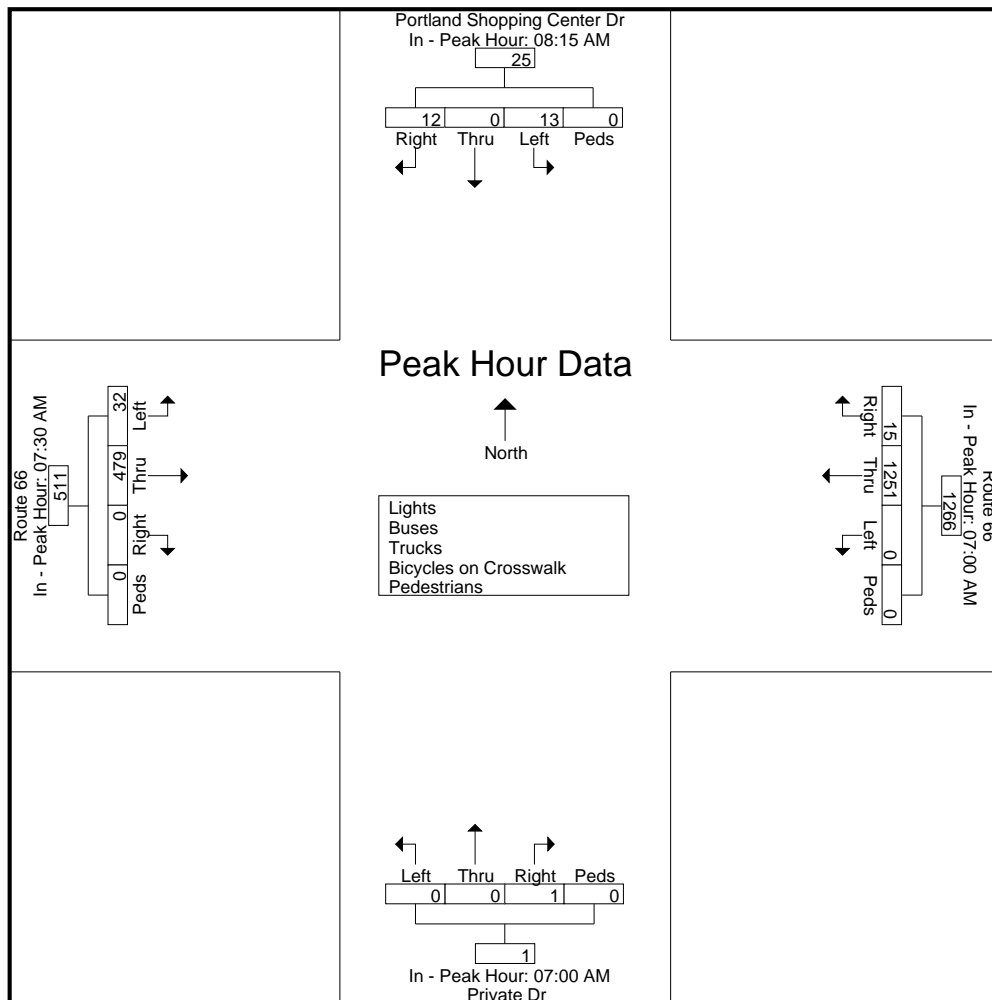 Portland Shopping Center Dr
In - Peak Hour: 08:15 AM
25
12 0 13 0
Right Thru Left Peds
Peak Hour Data
North
Lights
Buses
Trucks
Bicycles on Crosswalk
Pedestrians
Route 66
In - Peak Hour: 07:30 AM
511
32 479 0 0
Left Thru Right Peds
Route 66
In - Peak Hour: 07:00 AM
1266
15 1251 0 0
Right Thru Left Peds
Left Thru Right Peds
0 0 1 0
1
In - Peak Hour: 07:00 AM
Private Dr